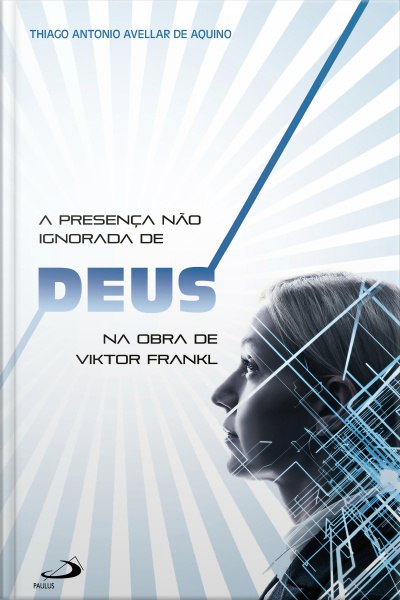 THIAGO ANTONIO AVELLAR DE AQUINO
A PRESENÇA NÃO
IGNORADA DE
DEUS
NA OBRA DE
VIKTOR FRANKL
PAULUS